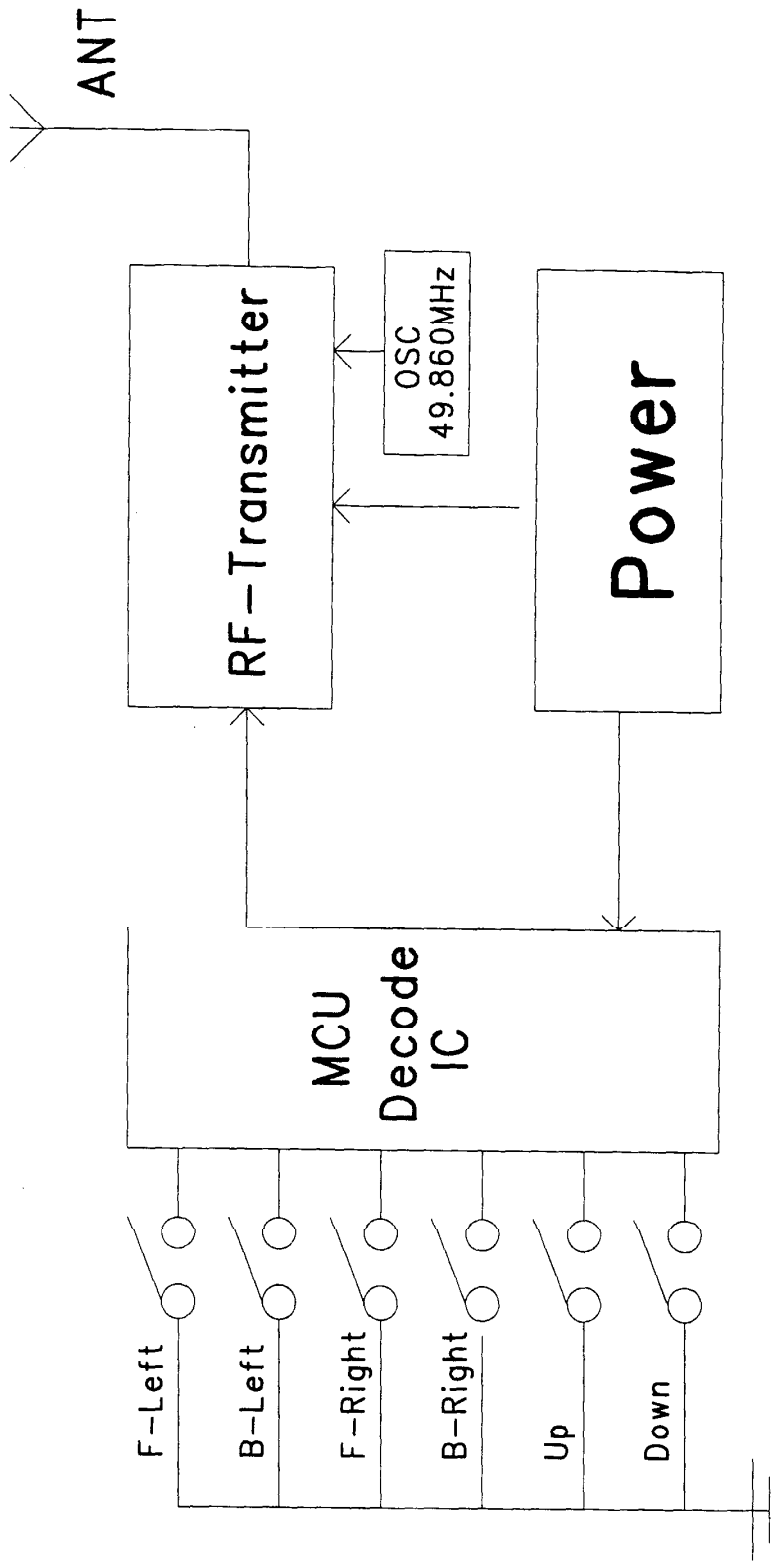 ANT
RF-Transmitter
OSC
49.860MHz
Power
MCU
Decode
IC
F-Left
B-Left
F-Right
B-Right
Up
Down